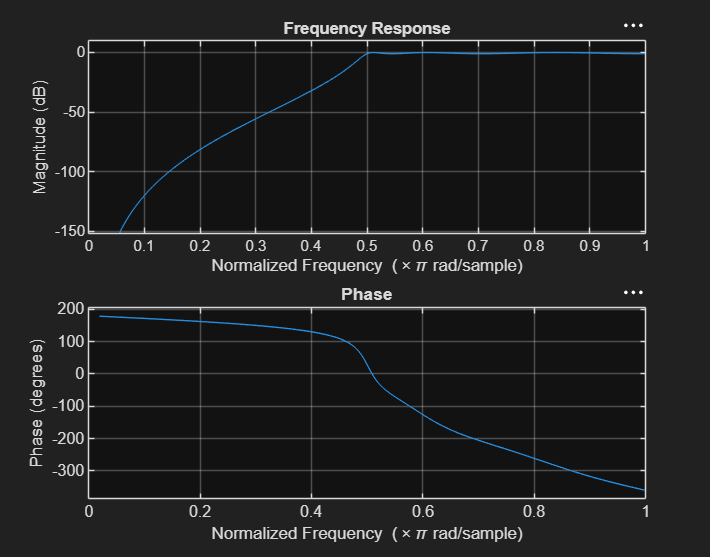 Frequency Response
0
-50
-100
-150
Magnitude (dB)
0 0.1 0.2 0.3 0.4 0.5 0.6 0.7 0.8 0.9 1
Normalized Frequency (× π rad/sample)
Phase
200
100
0
-100
-200
-300
Phase (degrees)
0 0.2 0.4 0.6 0.8 1
Normalized Frequency (× π rad/sample)